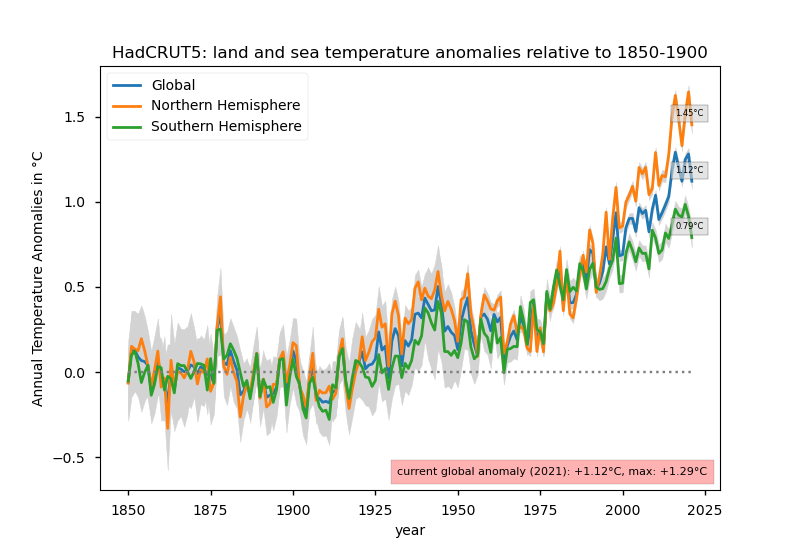 HadCRUT5: land and sea temperature anomalies relative to 1850-1900
Global
Northern Hemisphere
Southern Hemisphere
Annual Temperature Anomalies in °C
1.5
1.0
0.5
0.0
−0.5
1.45°C
1.12°C
0.79°C
current global anomaly (2021): +1.12°C, max: +1.29°C
1850 1875 1900 1925 1950 1975 2000 2025
year